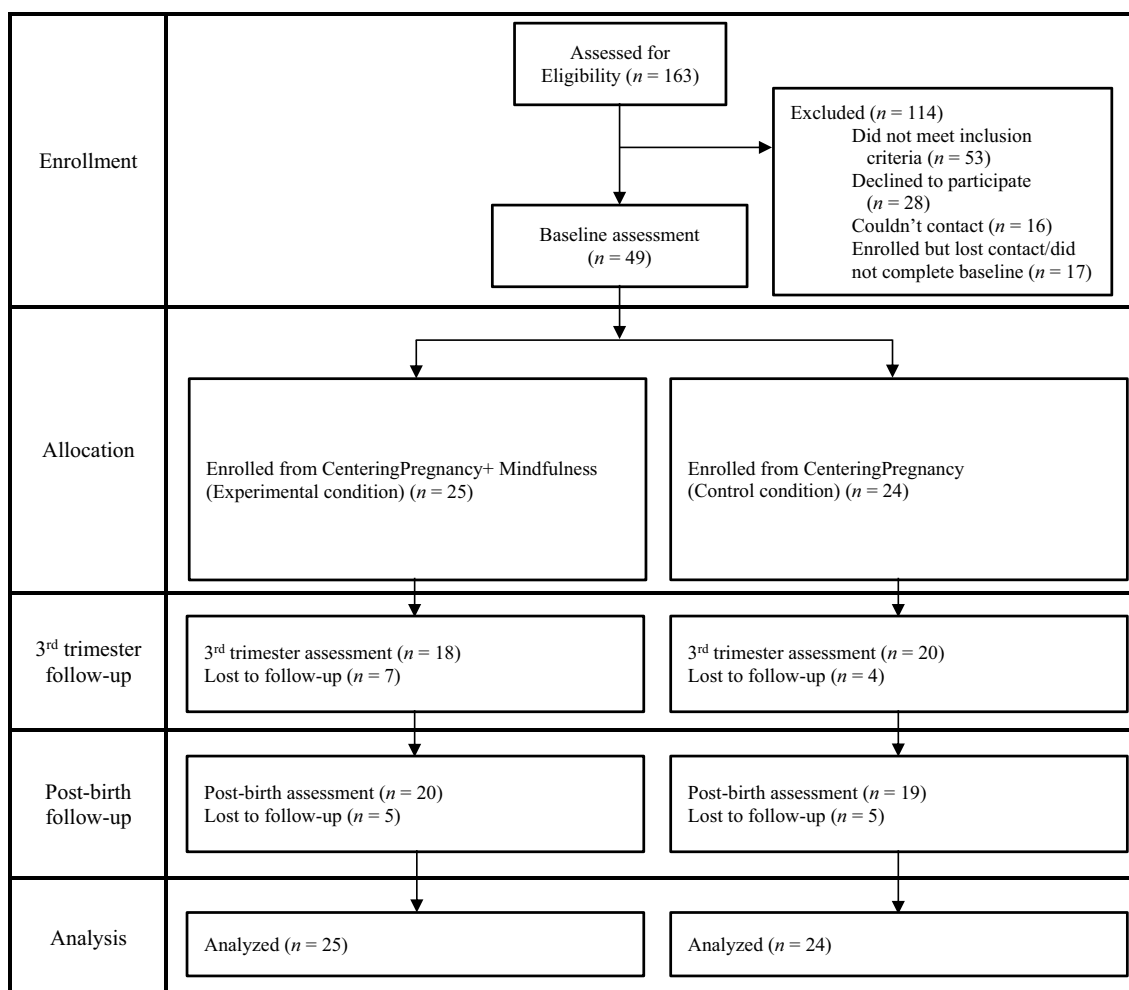 Assessed for
Eligibility (n = 163)
Excluded (n = 114)
Did not meet inclusion
criteria (n = 53)
Declined to participate
(n = 28)
Couldn’t contact (n = 16)
Enrolled but lost contact/did
not complete baseline (n = 17)
Enrollment
Baseline assessment
(n = 49)
Allocation
Enrolled from CenteringPregnancy+ Mindfulness
(Experimental condition) (n = 25)
Enrolled from CenteringPregnancy
(Control condition) (n = 24)
3rd trimester
follow-up
3rd trimester assessment (n = 18)
Lost to follow-up (n = 7)
3rd trimester assessment (n = 20)
Lost to follow-up (n = 4)
Post-birth
follow-up
Post-birth assessment (n = 20)
Lost to follow-up (n = 5)
Post-birth assessment (n = 19)
Lost to follow-up (n = 5)
Analysis
Analyzed (n = 25)
Analyzed (n = 24)